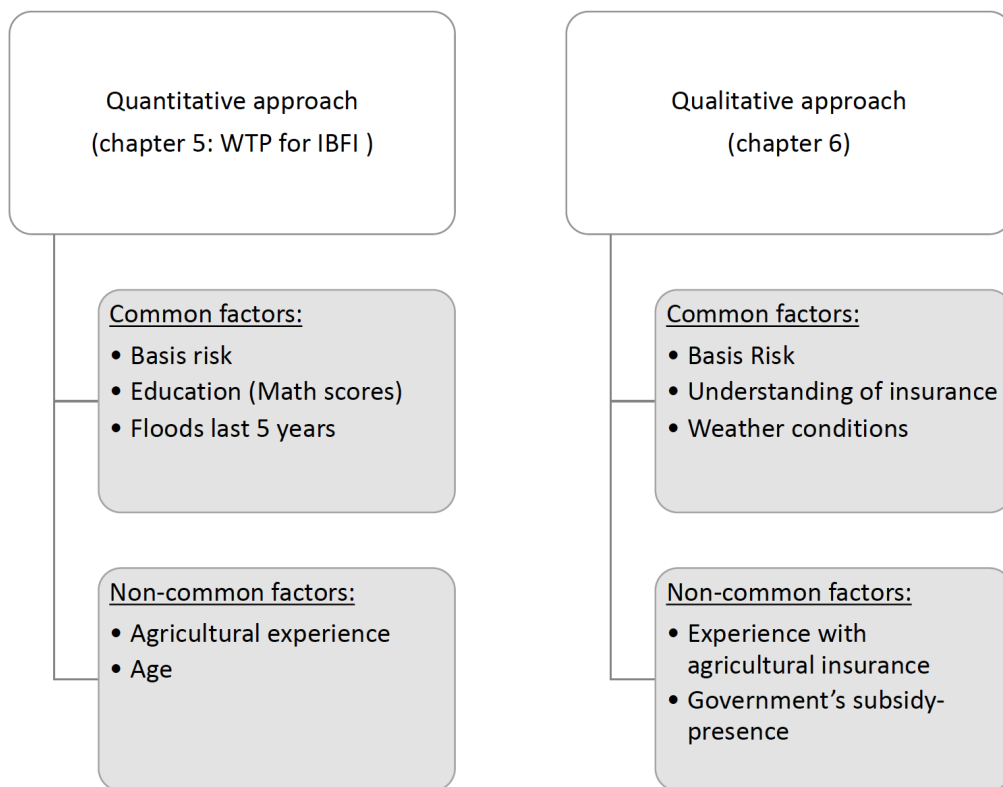 Quantitative approach
(chapter 5: WTP for IBFI )
Common factors:
• Basis risk
• Education (Math scores)
• Floods last 5 years
Non-common factors:
• Agricultural experience
• Age
Qualitative approach
(chapter 6)
Common factors:
• Basis Risk
• Understanding of insurance
• Weather conditions
Non-common factors:
• Experience with
agricultural insurance
• Government's subsidy-
presence